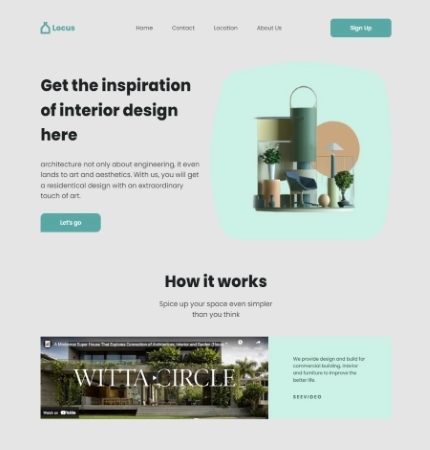 Locus
Home
Contact
Location
About Us
Sign Up
Get the inspiration
of interior design
here
architecture not only about engineering, it even
lands to art and aesthetics. With us, you will get
a residentical design with an extraordinary
touch of art.
Let's go
How it works
Spice up your space even simpler
than you think
A Modernist Super House That Explores Connection of Architecture, Interior and Garden (House
WITTA CIRCLE
Watch on YouTube
We provide design and build for
commercial building, interior
and furniture to improve the
better life.
SEEVIDEO